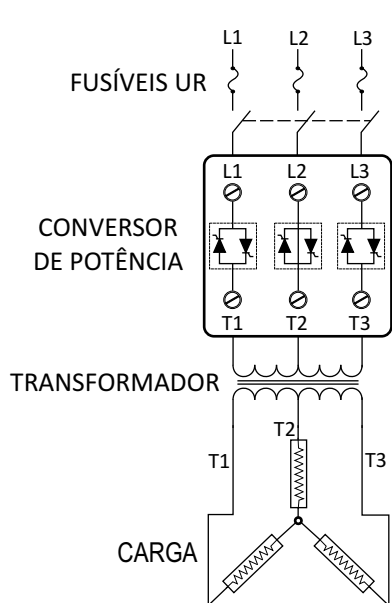 L1 L2 L3
FUSÍVEIS UR
L1 L2 L3
CONVERSOR
DE POTÊNCIA
T1 T2 T3
TRANSFORMADOR
T2
T1 T3
CARGA